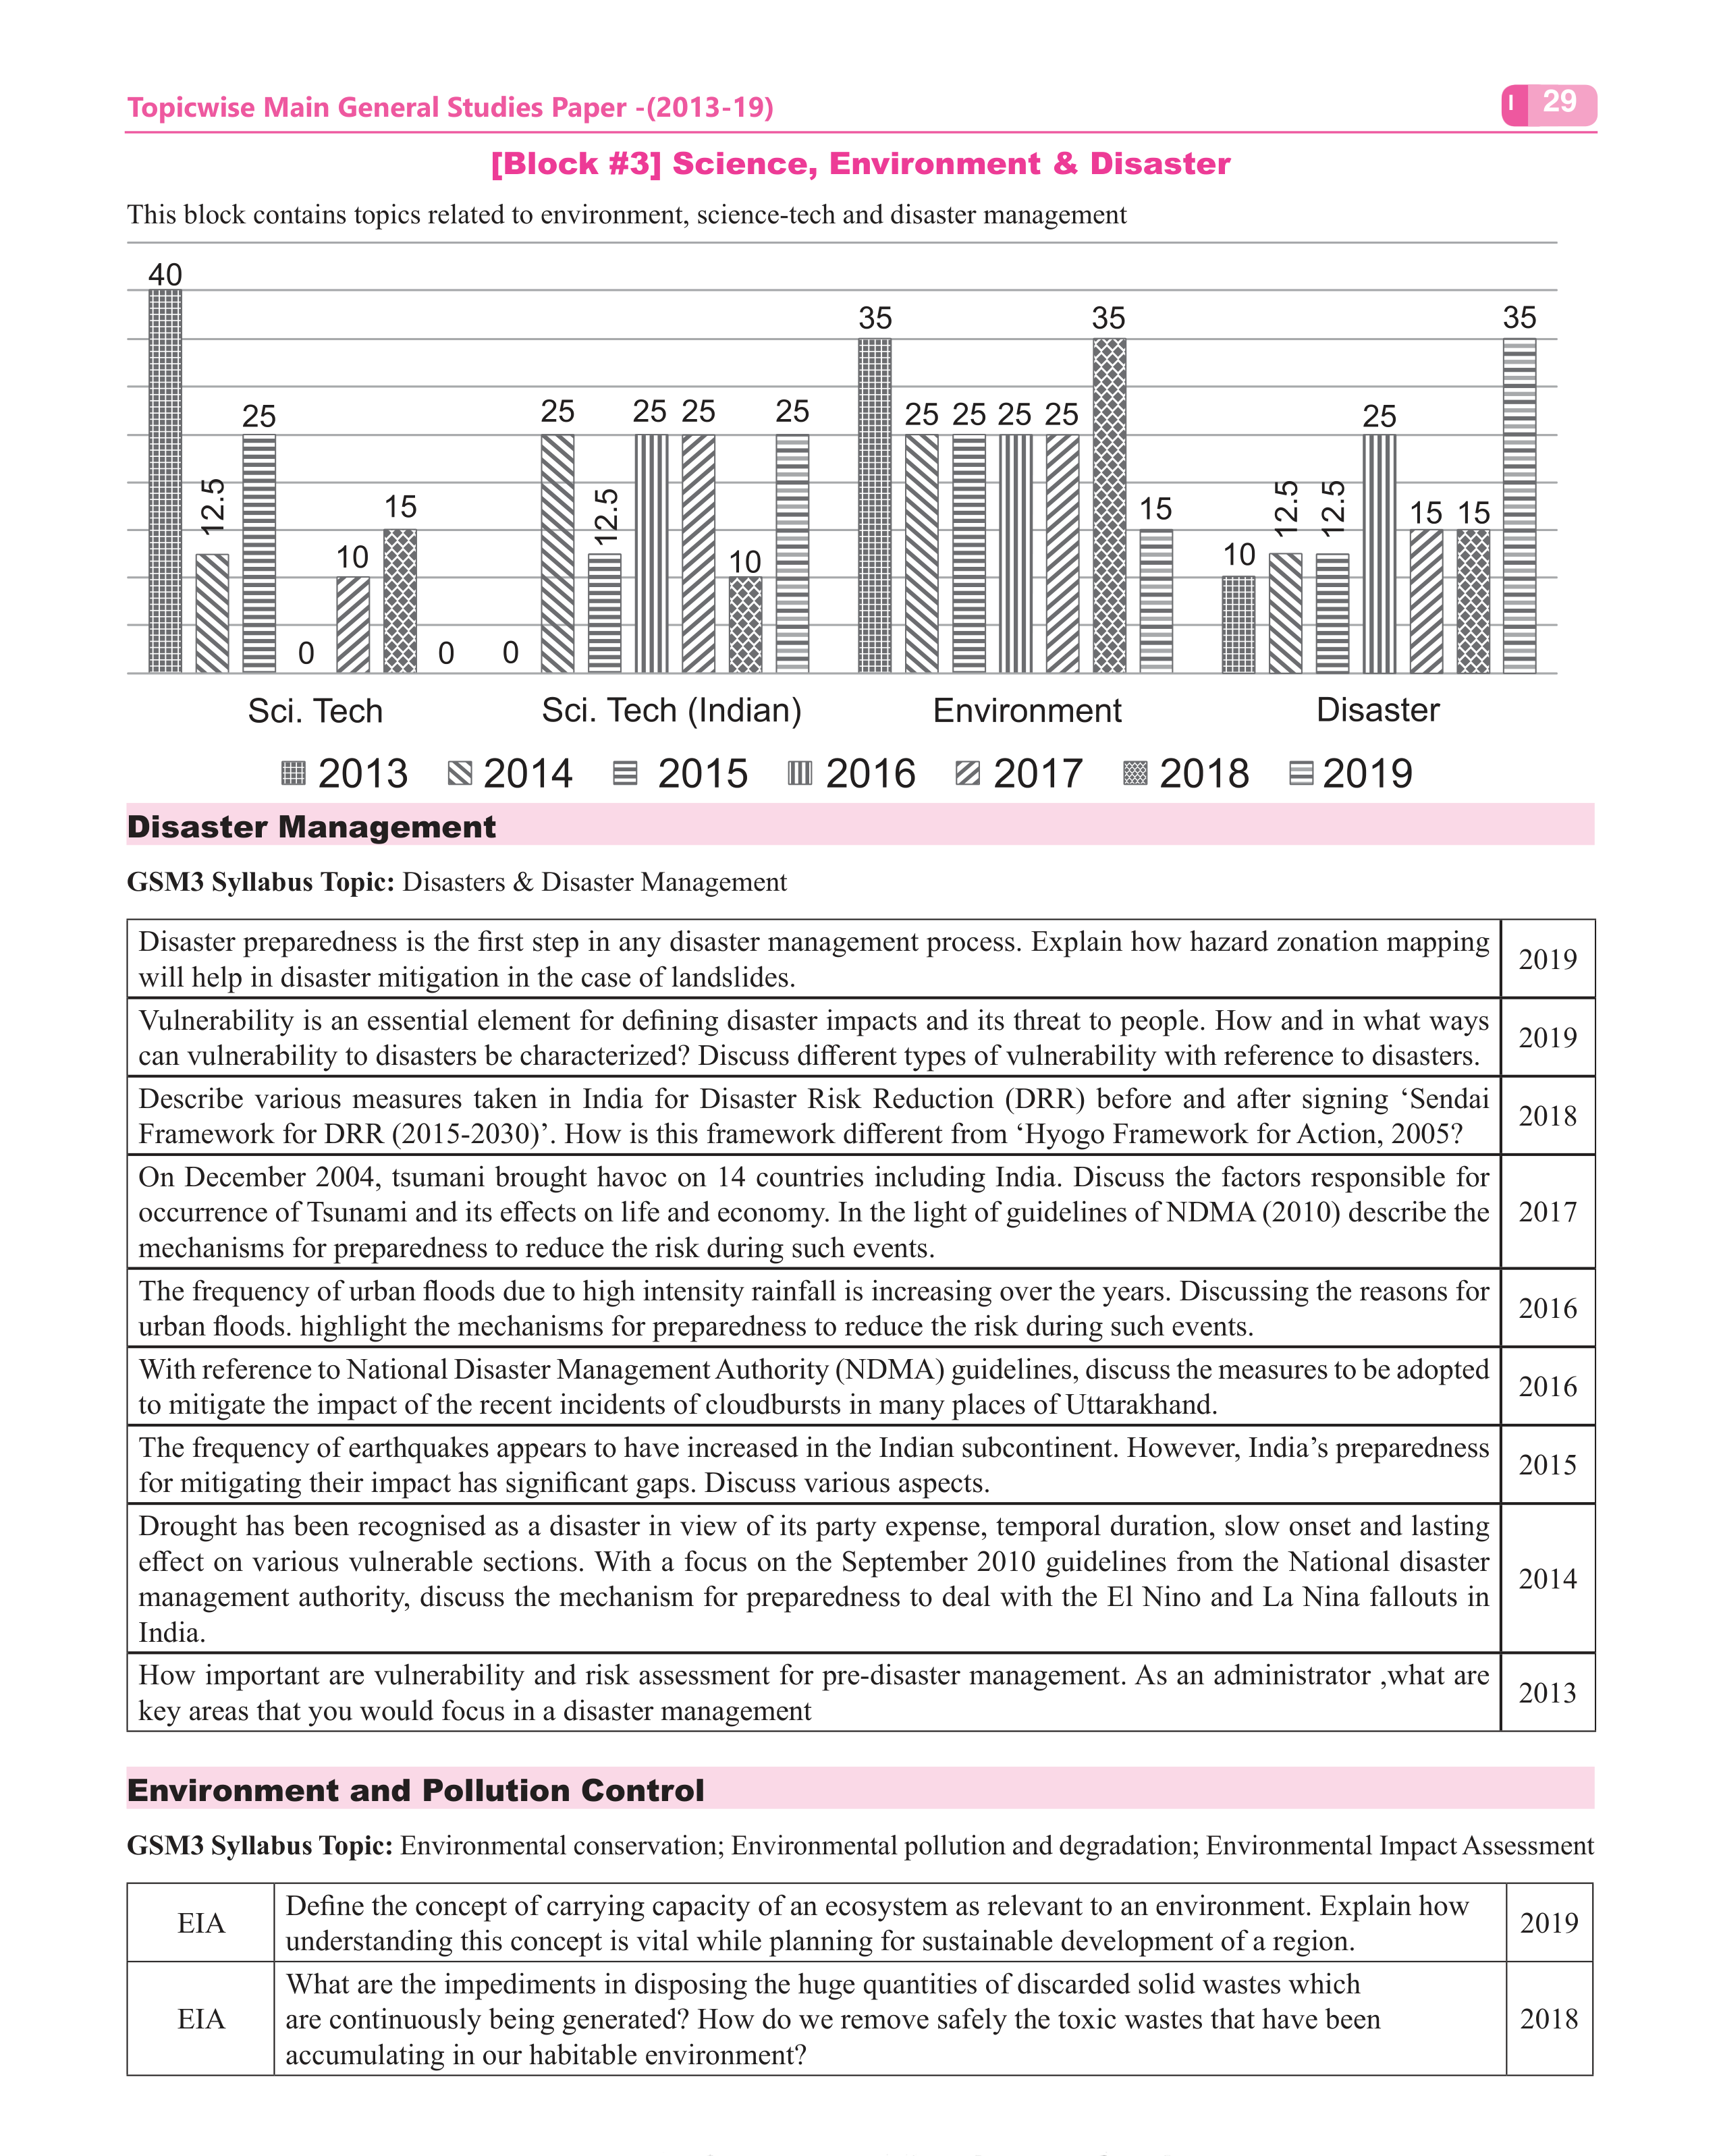 Topicwise Main General Studies Paper -(2013-19)
I 29
[Block #3] Science, Environment & Disaster
This block contains topics related to environment, science-tech and disaster management
40 12.5 25 0 10 15 0
0 25 12.5 25 25 10 25
35 25 25 25 25 35 15
10 12.5 12.5 25 15 15 35
Sci. Tech Sci. Tech (Indian) Environment Disaster
2013 2014 2015 2016 2017 2018 2019
Disaster Management
GSM3 Syllabus Topic: Disasters & Disaster Management
Disaster preparedness is the first step in any disaster management process. Explain how hazard zonation mapping
will help in disaster mitigation in the case of landslides.
2019
Vulnerability is an essential element for defining disaster impacts and its threat to people. How and in what ways
can vulnerability to disasters be characterized? Discuss different types of vulnerability with reference to disasters.
2019
Describe various measures taken in India for Disaster Risk Reduction (DRR) before and after signing ‘Sendai
Framework for DRR (2015-2030)’. How is this framework different from ‘Hyogo Framework for Action, 2005?
2018
On December 2004, tsumani brought havoc on 14 countries including India. Discuss the factors responsible for
occurrence of Tsunami and its effects on life and economy. In the light of guidelines of NDMA (2010) describe the
mechanisms for preparedness to reduce the risk during such events.
2017
The frequency of urban floods due to high intensity rainfall is increasing over the years. Discussing the reasons for
urban floods. highlight the mechanisms for preparedness to reduce the risk during such events.
2016
With reference to National Disaster Management Authority (NDMA) guidelines, discuss the measures to be adopted
to mitigate the impact of the recent incidents of cloudbursts in many places of Uttarakhand.
2016
The frequency of earthquakes appears to have increased in the Indian subcontinent. However, India’s preparedness
for mitigating their impact has significant gaps. Discuss various aspects.
2015
Drought has been recognised as a disaster in view of its party expense, temporal duration, slow onset and lasting
effect on various vulnerable sections. With a focus on the September 2010 guidelines from the National disaster
management authority, discuss the mechanism for preparedness to deal with the El Nino and La Nina fallouts in
India.
2014
How important are vulnerability and risk assessment for pre-disaster management. As an administrator ,what are
key areas that you would focus in a disaster management
2013
Environment and Pollution Control
GSM3 Syllabus Topic: Environmental conservation; Environmental pollution and degradation; Environmental Impact Assessment
EIA
Define the concept of carrying capacity of an ecosystem as relevant to an environment. Explain how
understanding this concept is vital while planning for sustainable development of a region.
2019
EIA
What are the impediments in disposing the huge quantities of discarded solid wastes which
are continuously being generated? How do we remove safely the toxic wastes that have been
accumulating in our habitable environment?
2018